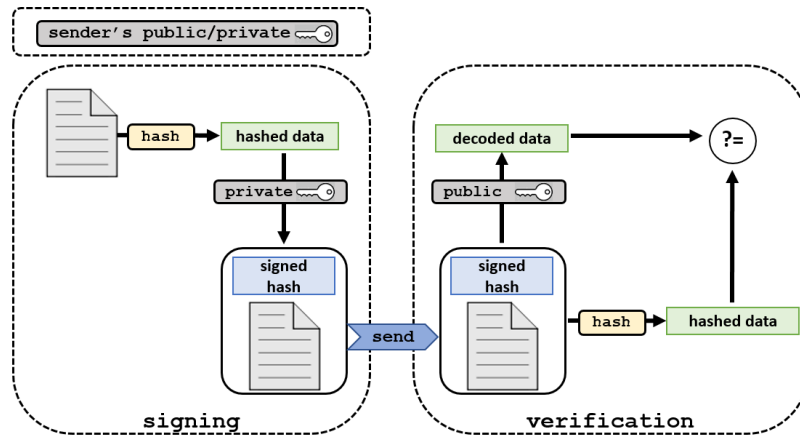 sender's public/private
hash
hashed data
private
signed
hash
send
signing
decoded data
?=
public
signed
hash
hash
hashed data
verification